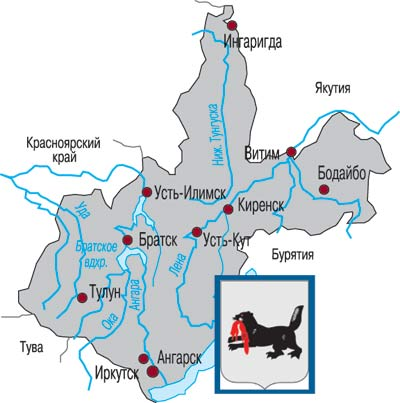 Ингаригда
Якутия
Ниж. Тунгуска
Красноярский
край
Витим
Бодайбо
Усть-Илимск
Киренск
Уда
Братское
вдхр.
Братск
Усть-Кут
Лена
Бурятия
Тулун
Ока
Ангара
Тува
Ангарск
Иркутск